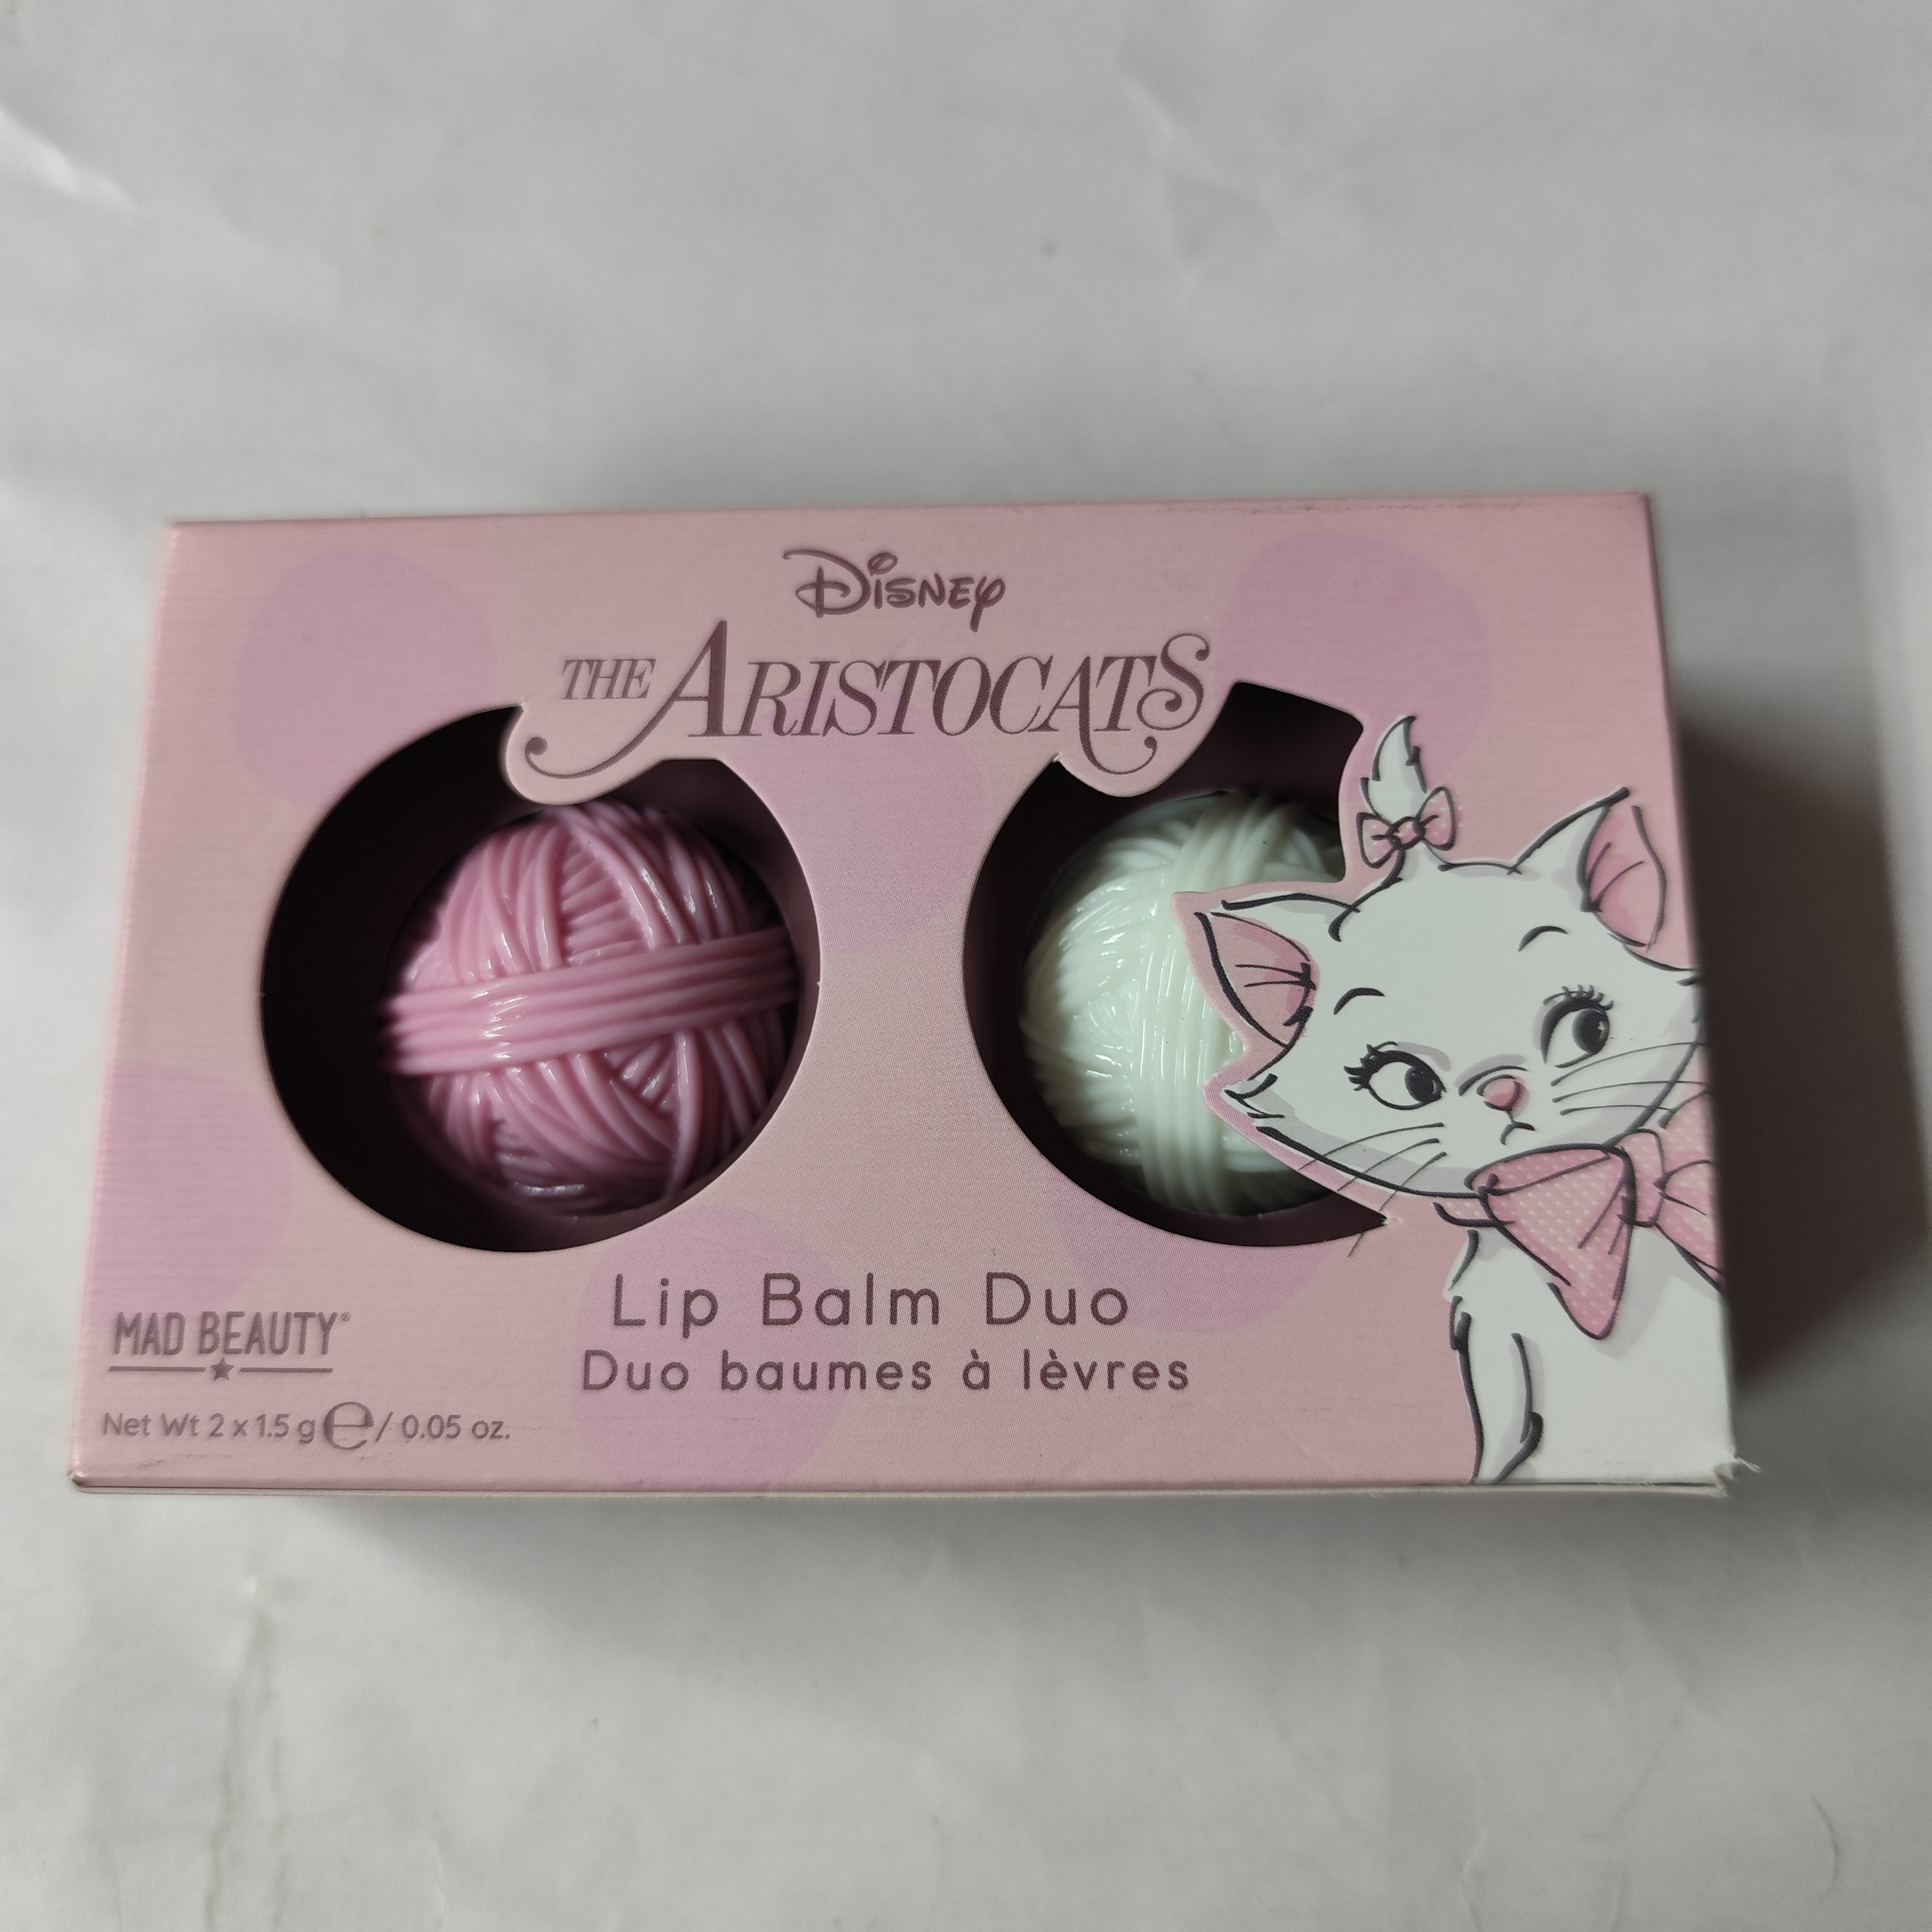 Disney
THE ARISTOCATS
Lip Balm Duo
Duo baumes à lèvres
MAD BEAUTY®
Net Wt 2 x 1.5 g ℮ / 0.05 oz.